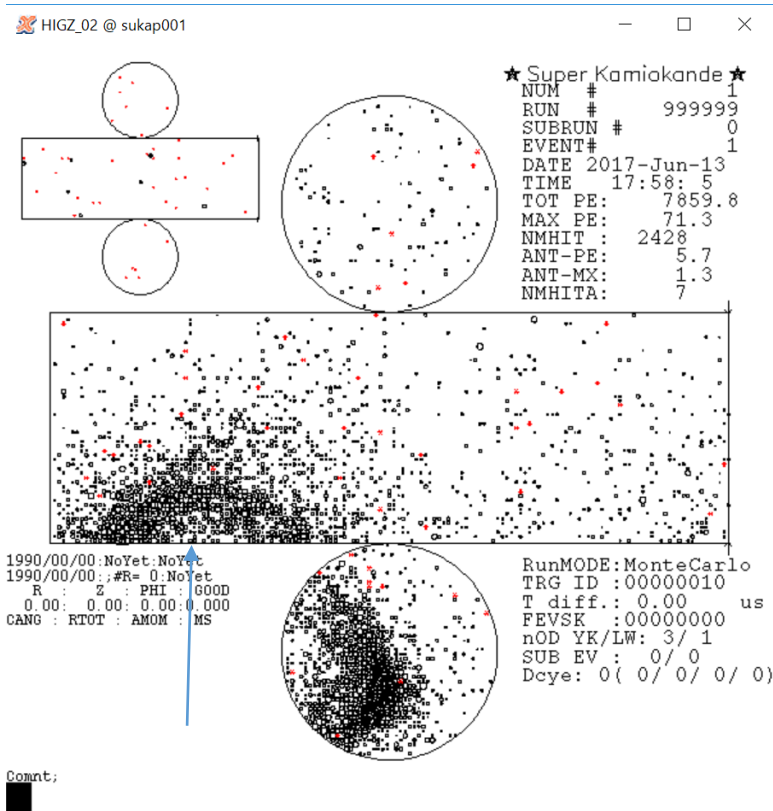 HIGZ_02 @ sukap001
★ Super Kamiokande ★
NUM # 1
RUN # 999999
SUBRUN # 0
EVENT# 1
DATE 2017-Jun-13
TIME 17:58: 5
TOT PE: 7859.8
MAX PE: 71.3
NMHIT : 2428
ANT-PE: 5.7
ANT-MX: 1.3
NMHITA: 7
1990/00/00:NoYet:NoYet
1990/00/00:;#R= 0:NoYet
R : Z : PHI : GOOD
0.00: 0.00: 0.00:0.000
CANG : RTOT : AMOM : MS
RunMODE:MonteCarlo
TRG ID :00000010
T diff.: 0.00 us
FEVSK :00000000
nOD YK/LW: 3/ 1
SUB EV : 0/ 0
Dcye: 0( 0/ 0/ 0/ 0)
Comnt;